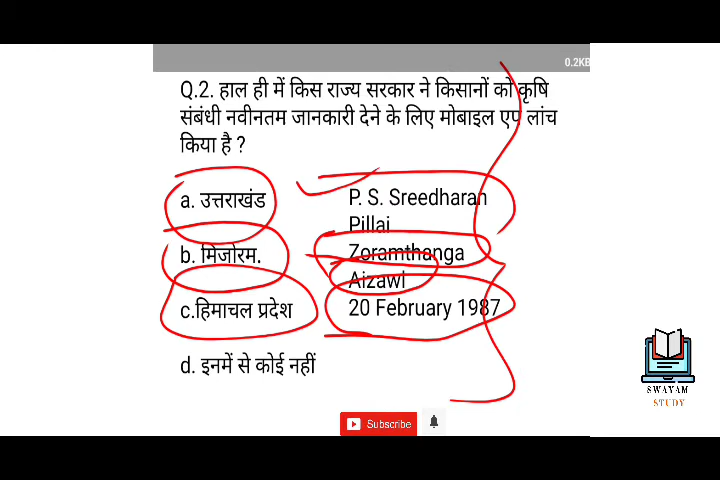 0.2KB
Q.2. हाल ही में किस राज्य सरकार ने किसानों को कृषि
संबंधी नवीनतम जानकारी देने के लिए मोबाइल एप लांच
किया है ?
a. उत्तराखंड
P. S. Sreedharan
Pillai
b. मिजोरम.
Zoramthanga
Aizawl
c.हिमाचल प्रदेश
20 February 1987
d. इनमें से कोई नहीं
SWAYAM
STUDY
Subscribe